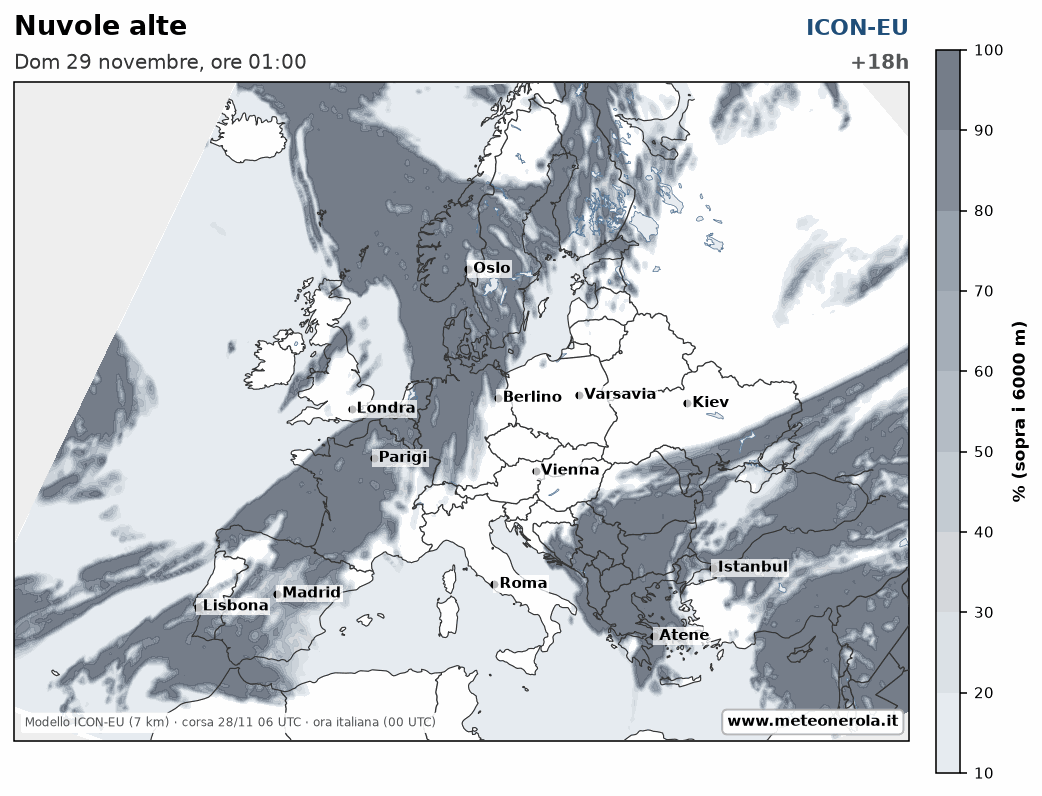 Nuvole alte
ICON-EU
Dom 29 novembre, ore 01:00
+18h
100
90
80
70
60
50
40
30
20
10
% (sopra i 6000 m)
Oslo
Berlino
Varsavia
Kiev
Londra
Parigi
Vienna
Istanbul
Roma
Madrid
Lisbona
Atene
Modello ICON-EU (7 km) · corsa 28/11 06 UTC · ora italiana (00 UTC)
www.meteonerola.it